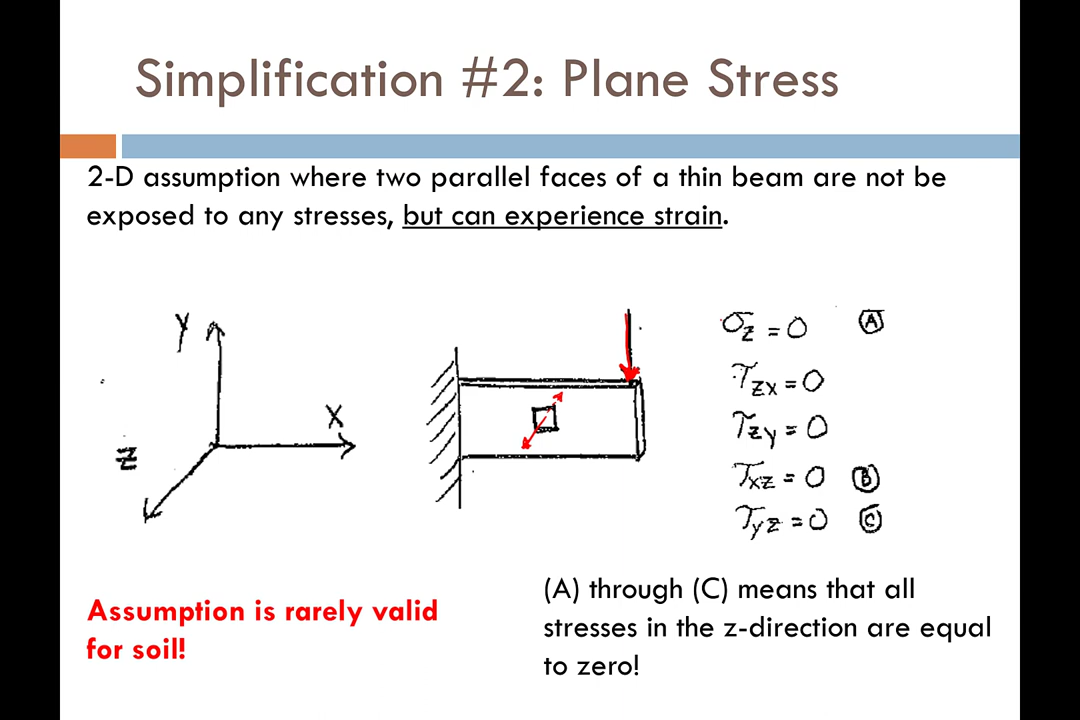 Simplification #2: Plane Stress
2-D assumption where two parallel faces of a thin beam are not be
exposed to any stresses, but can experience strain.
Y
X
Z
σz = 0 (A)
τzx = 0
τzy = 0
τxz = 0 (B)
τyz = 0 (C)
Assumption is rarely valid
for soil!
(A) through (C) means that all
stresses in the z-direction are equal
to zero!